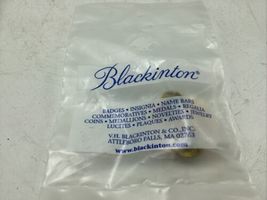 Blackinton®
BADGES • INSIGNIA • NAME BARS
COMMEMORATIVES • MEDALS • REGALIA
COINS • MEDALLIONS • NOVELTIES • JEWELRY
LUCITES • PLAQUES • AWARDS
V.H. BLACKINTON & CO., INC.
ATTLEBORO FALLS, MA 02763
www.blackinton.com